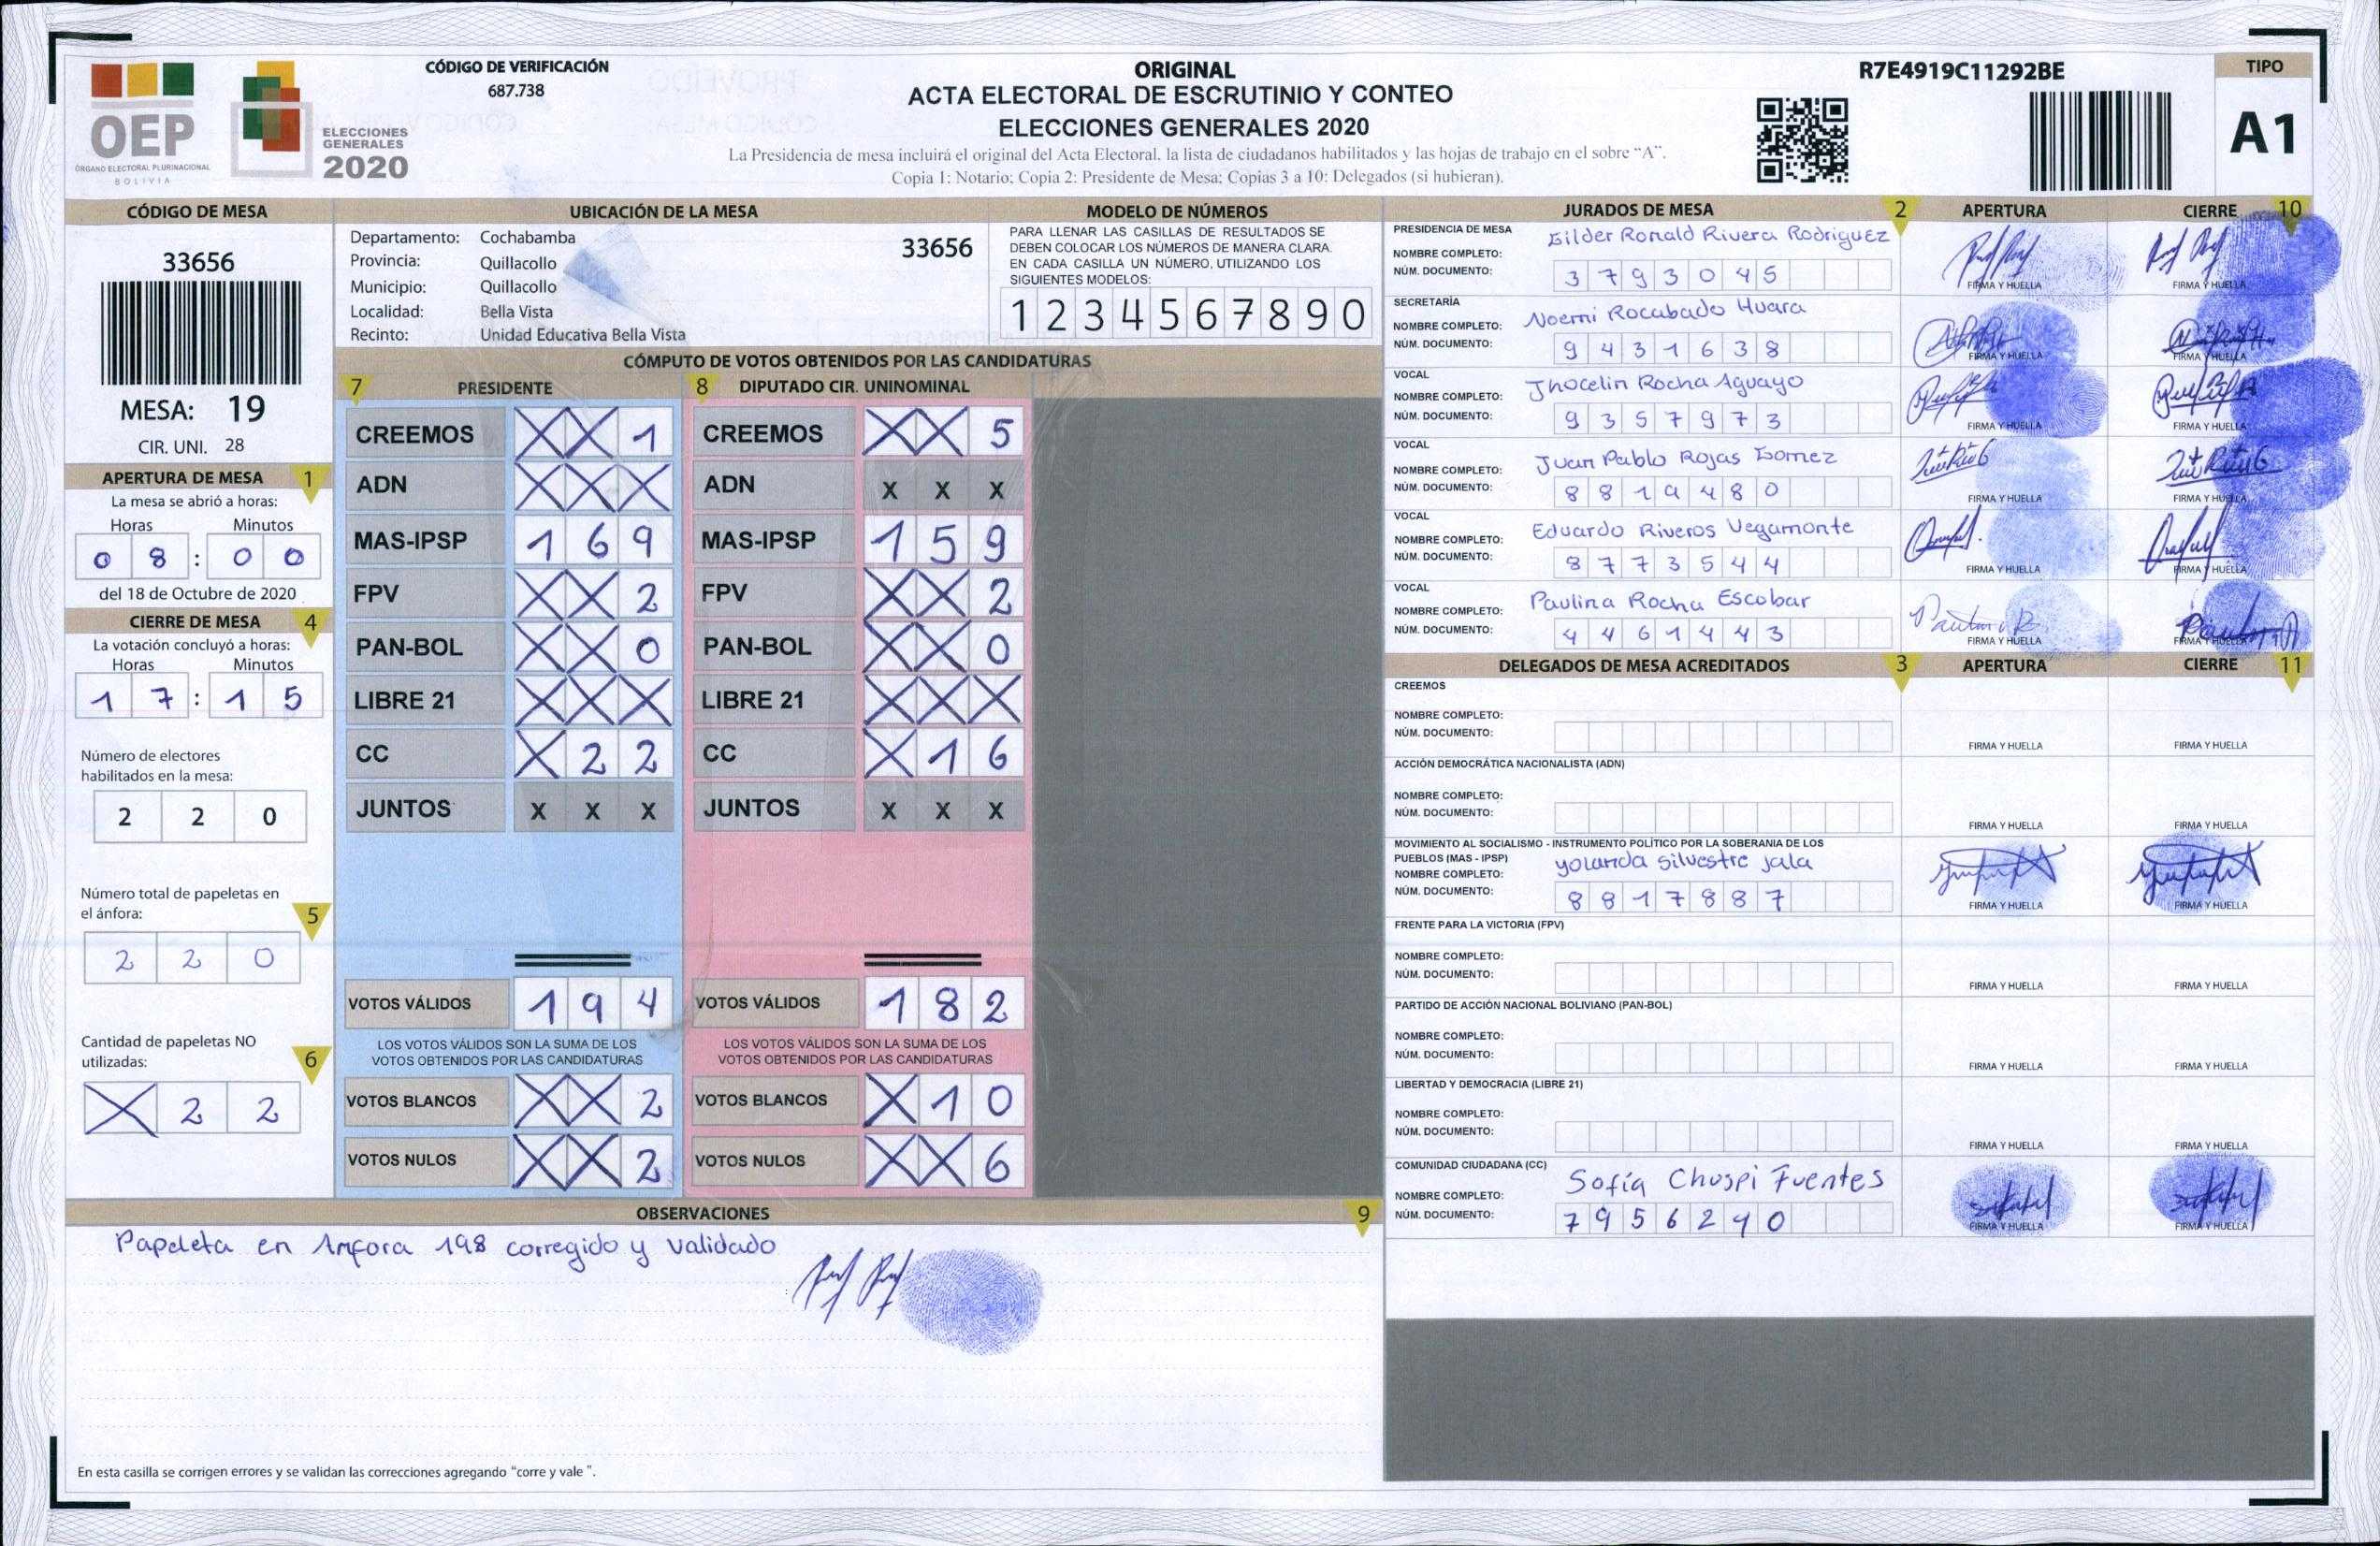 OEP
ÓRGANO ELECTORAL PLURINACIONAL
BOLIVIA
ELECCIONES
GENERALES
2020
CÓDIGO DE VERIFICACIÓN
687.738
ORIGINAL
ACTA ELECTORAL DE ESCRUTINIO Y CONTEO
ELECCIONES GENERALES 2020
La Presidencia de mesa incluirá el original del Acta Electoral, la lista de ciudadanos habilitados y las hojas de trabajo en el sobre "A".
Copia 1: Notario; Copia 2: Presidente de Mesa; Copias 3 a 10: Delegados (si hubieran).
R7E4919C11292BE
TIPO
A1
CÓDIGO DE MESA
33656
MESA: 19
CIR. UNI. 28
APERTURA DE MESA 1
La mesa se abrió a horas:
Horas Minutos
0 8 : 0 0
del 18 de Octubre de 2020
CIERRE DE MESA 4
La votación concluyó a horas:
Horas Minutos
1 7 : 1 5
Número de electores
habilitados en la mesa:
2 2 0
Número total de papeletas en
el ánfora: 5
2 2 0
Cantidad de papeletas NO
utilizadas: 6
X 2 2
UBICACIÓN DE LA MESA
Departamento: Cochabamba 33656
Provincia: Quillacollo
Municipio: Quillacollo
Localidad: Bella Vista
Recinto: Unidad Educativa Bella Vista
MODELO DE NÚMEROS
PARA LLENAR LAS CASILLAS DE RESULTADOS SE
DEBEN COLOCAR LOS NÚMEROS DE MANERA CLARA.
EN CADA CASILLA UN NÚMERO, UTILIZANDO LOS
SIGUIENTES MODELOS:
1 2 3 4 5 6 7 8 9 0
CÓMPUTO DE VOTOS OBTENIDOS POR LAS CANDIDATURAS
7 PRESIDENTE
CREEMOS X X 1
ADN X X X
MAS-IPSP 1 6 9
FPV X X 2
PAN-BOL X X 0
LIBRE 21 X X X
CC X 2 2
JUNTOS X X X
VOTOS VÁLIDOS 1 9 4
LOS VOTOS VÁLIDOS SON LA SUMA DE LOS
VOTOS OBTENIDOS POR LAS CANDIDATURAS
VOTOS BLANCOS X X 2
VOTOS NULOS X X 2
8 DIPUTADO CIR. UNINOMINAL
CREEMOS X X 5
ADN X X X
MAS-IPSP 1 5 9
FPV X X 2
PAN-BOL X X 0
LIBRE 21 X X X
CC X 1 6
JUNTOS X X X
VOTOS VÁLIDOS 1 8 2
LOS VOTOS VÁLIDOS SON LA SUMA DE LOS
VOTOS OBTENIDOS POR LAS CANDIDATURAS
VOTOS BLANCOS X 1 0
VOTOS NULOS X X 6
OBSERVACIONES 9
Papeleta en Anfora 198 corregido y validado
En esta casilla se corrigen errores y se validan las correcciones agregando "corre y vale ".
JURADOS DE MESA 2 APERTURA CIERRE 10
PRESIDENCIA DE MESA
NOMBRE COMPLETO: Gilder Ronald Rivera Rodriguez
NÚM. DOCUMENTO: 3 7 9 3 0 4 5
FIRMA Y HUELLA FIRMA Y HUELLA
SECRETARÍA
NOMBRE COMPLETO: Noemi Rocabado Huara
NÚM. DOCUMENTO: 9 4 3 1 6 3 8
FIRMA Y HUELLA FIRMA Y HUELLA
VOCAL
NOMBRE COMPLETO: Jhocelin Rocha Aguayo
NÚM. DOCUMENTO: 9 3 5 7 9 7 3
FIRMA Y HUELLA FIRMA Y HUELLA
VOCAL
NOMBRE COMPLETO: Juan Pablo Rojas Gomez
NÚM. DOCUMENTO: 8 8 1 9 4 8 0
FIRMA Y HUELLA FIRMA Y HUELLA
VOCAL
NOMBRE COMPLETO: Eduardo Riveros Vegamonte
NÚM. DOCUMENTO: 8 7 7 3 5 4 4
FIRMA Y HUELLA FIRMA Y HUELLA
VOCAL
NOMBRE COMPLETO: Paulina Rocha Escobar
NÚM. DOCUMENTO: 4 4 6 1 4 4 3
FIRMA Y HUELLA FIRMA Y HUELLA
DELEGADOS DE MESA ACREDITADOS 3 APERTURA CIERRE 11
CREEMOS
NOMBRE COMPLETO:
NÚM. DOCUMENTO:
FIRMA Y HUELLA FIRMA Y HUELLA
ACCIÓN DEMOCRÁTICA NACIONALISTA (ADN)
NOMBRE COMPLETO:
NÚM. DOCUMENTO:
FIRMA Y HUELLA FIRMA Y HUELLA
MOVIMIENTO AL SOCIALISMO - INSTRUMENTO POLÍTICO POR LA SOBERANIA DE LOS
PUEBLOS (MAS - IPSP)
NOMBRE COMPLETO: yolanda silvestre jala
NÚM. DOCUMENTO: 8 8 1 7 8 8 7
FIRMA Y HUELLA FIRMA Y HUELLA
FRENTE PARA LA VICTORIA (FPV)
NOMBRE COMPLETO:
NÚM. DOCUMENTO:
FIRMA Y HUELLA FIRMA Y HUELLA
PARTIDO DE ACCIÓN NACIONAL BOLIVIANO (PAN-BOL)
NOMBRE COMPLETO:
NÚM. DOCUMENTO:
FIRMA Y HUELLA FIRMA Y HUELLA
LIBERTAD Y DEMOCRACIA (LIBRE 21)
NOMBRE COMPLETO:
NÚM. DOCUMENTO:
FIRMA Y HUELLA FIRMA Y HUELLA
COMUNIDAD CIUDADANA (CC)
NOMBRE COMPLETO: Sofía Chuspi Fuentes
NÚM. DOCUMENTO: 7 9 5 6 2 4 0
FIRMA Y HUELLA FIRMA Y HUELLA